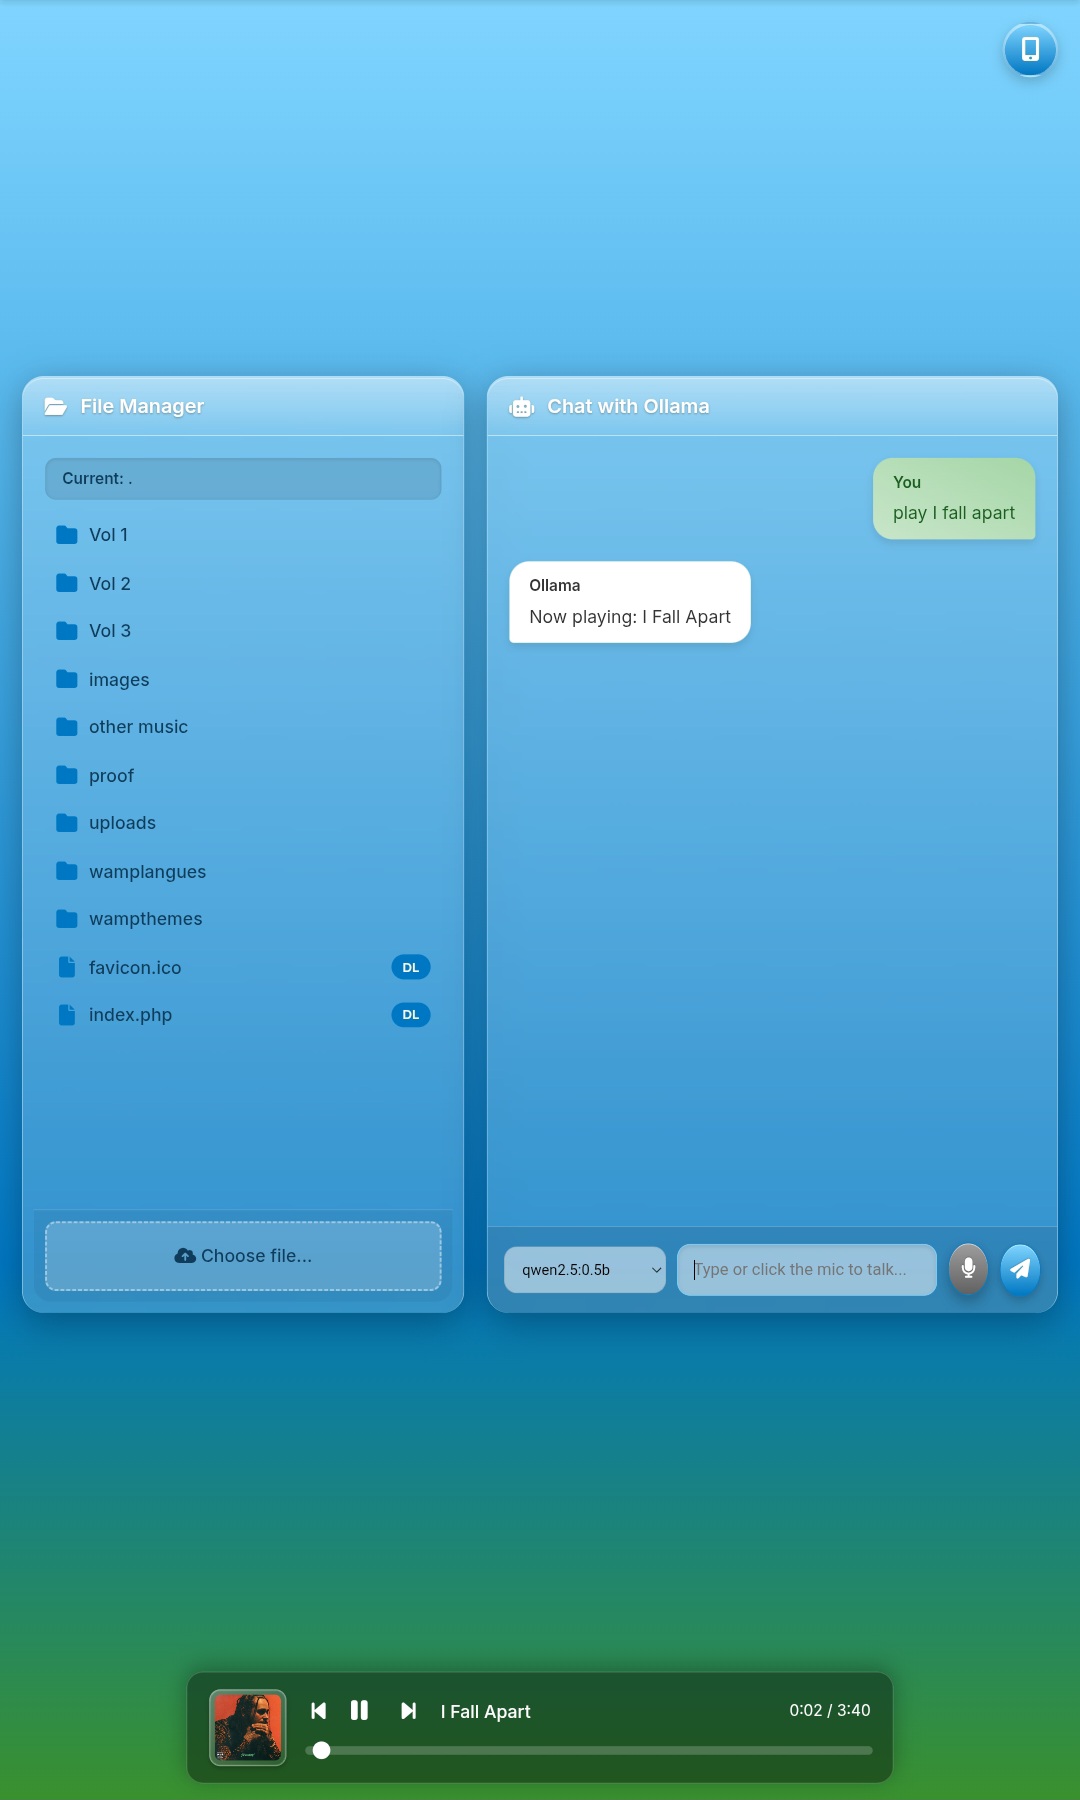 File Manager
Current: .
Vol 1
Vol 2
Vol 3
images
other music
proof
uploads
wamplangues
wampthemes
favicon.ico DL
index.php DL
Choose file...
Chat with Ollama
You
play I fall apart
Ollama
Now playing: I Fall Apart
qwen2.5:0.5b
Type or click the mic to talk...
I Fall Apart
0:02 / 3:40